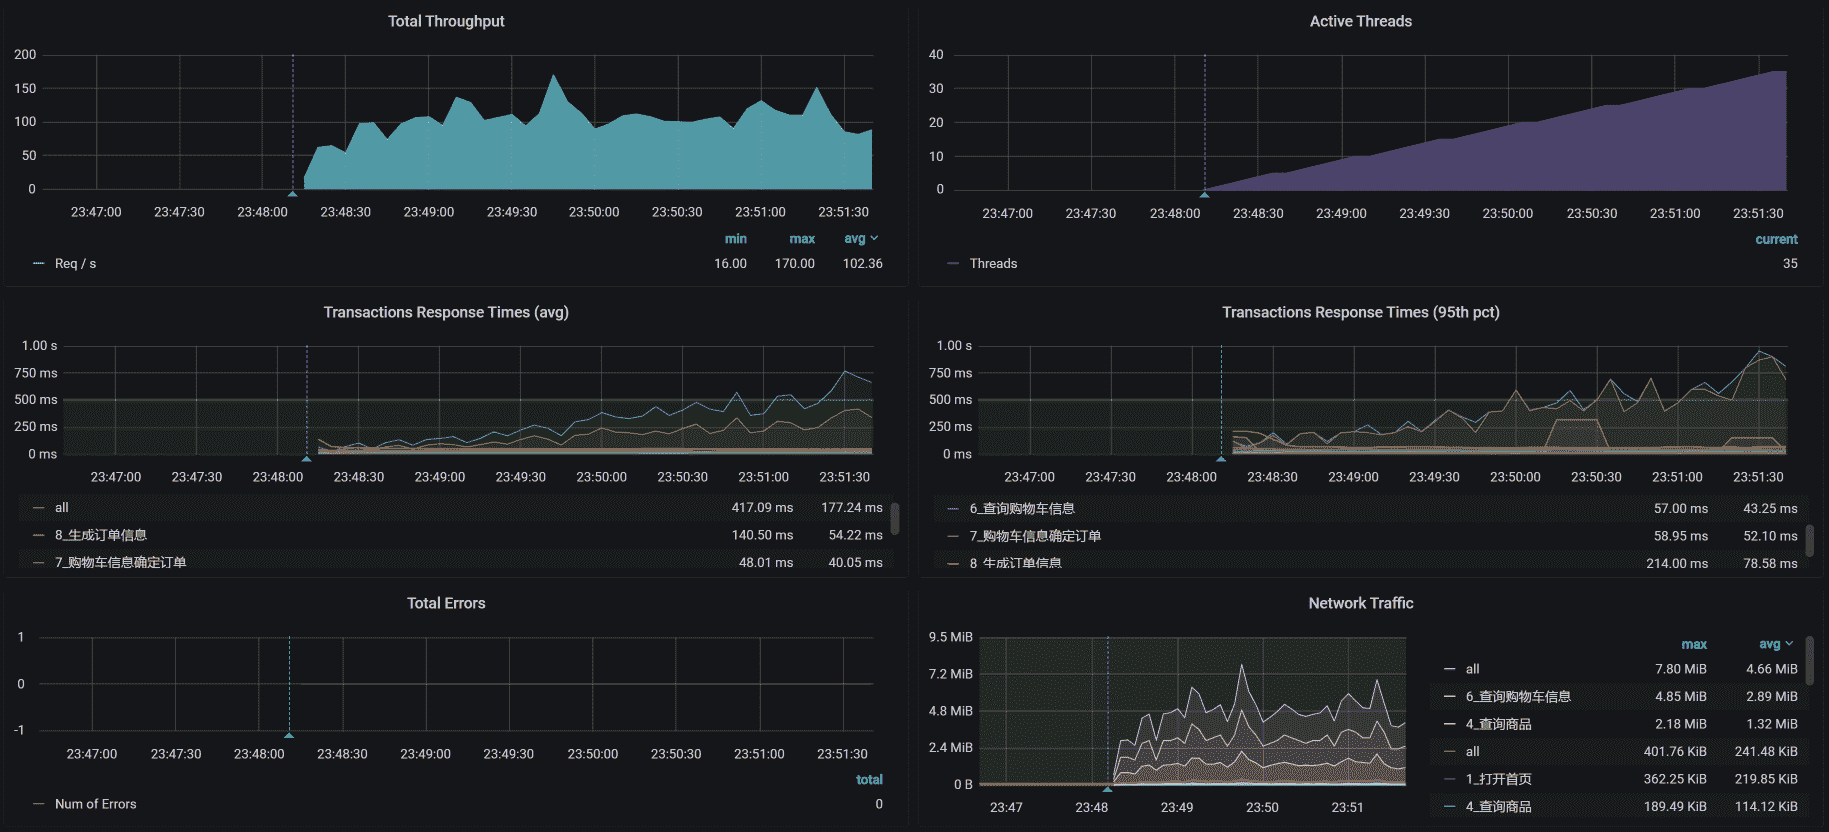 Total Throughput
200
150
100
50
0
23:47:00 23:47:30 23:48:00 23:48:30 23:49:00 23:49:30 23:50:00 23:50:30 23:51:00 23:51:30
min max avg
Req / s 16.00 170.00 102.36
Active Threads
40
30
20
10
0
23:47:00 23:47:30 23:48:00 23:48:30 23:49:00 23:49:30 23:50:00 23:50:30 23:51:00 23:51:30
current
Threads 35
Transactions Response Times (avg)
1.00 s
750 ms
500 ms
250 ms
0 ms
23:47:00 23:47:30 23:48:00 23:48:30 23:49:00 23:49:30 23:50:00 23:50:30 23:51:00 23:51:30
all 417.09 ms 177.24 ms
8_生成订单信息 140.50 ms 54.22 ms
7_购物车信息确定订单 48.01 ms 40.05 ms
Transactions Response Times (95th pct)
1.00 s
750 ms
500 ms
250 ms
0 ms
23:47:00 23:47:30 23:48:00 23:48:30 23:49:00 23:49:30 23:50:00 23:50:30 23:51:00 23:51:30
6_查询购物车信息 57.00 ms 43.25 ms
7_购物车信息确定订单 58.95 ms 52.10 ms
8_生成订单信息 214.00 ms 78.58 ms
Total Errors
1
0
-1
23:47:00 23:47:30 23:48:00 23:48:30 23:49:00 23:49:30 23:50:00 23:50:30 23:51:00 23:51:30
total
Num of Errors 0
Network Traffic
9.5 MiB
7.2 MiB
4.8 MiB
2.4 MiB
0 B
23:47 23:48 23:49 23:50 23:51
max avg
all 7.80 MiB 4.66 MiB
6_查询购物车信息 4.85 MiB 2.89 MiB
4_查询商品 2.18 MiB 1.32 MiB
all 401.76 KiB 241.48 KiB
1_打开首页 362.25 KiB 219.85 KiB
4_查询商品 189.49 KiB 114.12 KiB